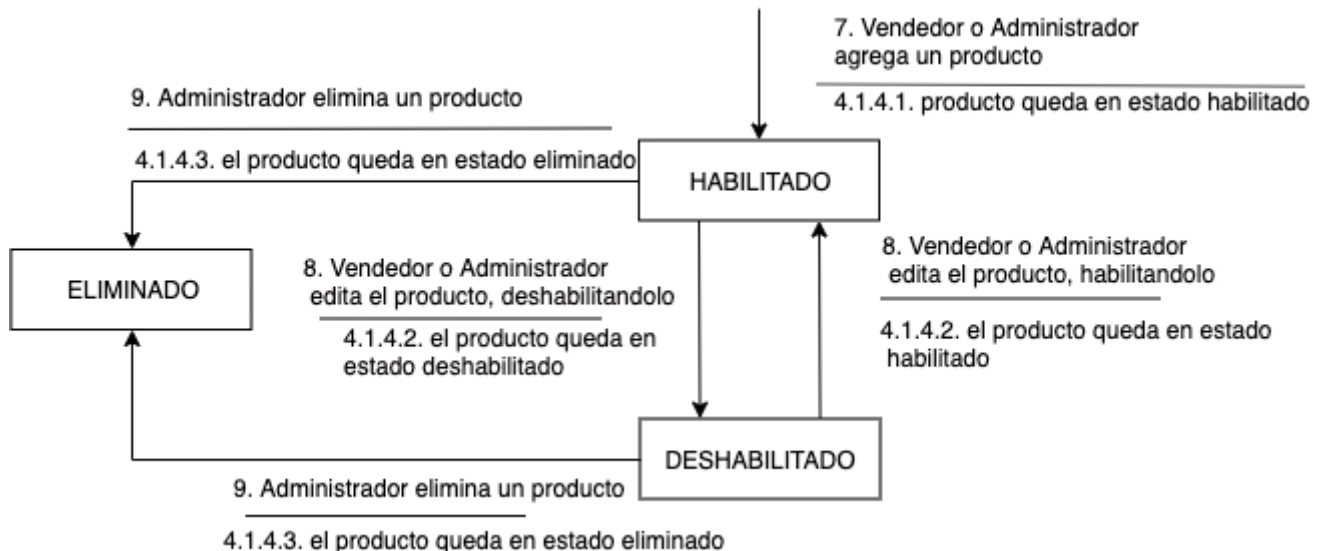 7. Vendedor o Administrador
agrega un producto
4.1.4.1. producto queda en estado habilitado
9. Administrador elimina un producto
4.1.4.3. el producto queda en estado eliminado
HABILITADO
ELIMINADO
8. Vendedor o Administrador
edita el producto, deshabilitandolo
4.1.4.2. el producto queda en
estado deshabilitado
8. Vendedor o Administrador
edita el producto, habilitandolo
4.1.4.2. el producto queda en estado
habilitado
DESHABILITADO
9. Administrador elimina un producto
4.1.4.3. el producto queda en estado eliminado